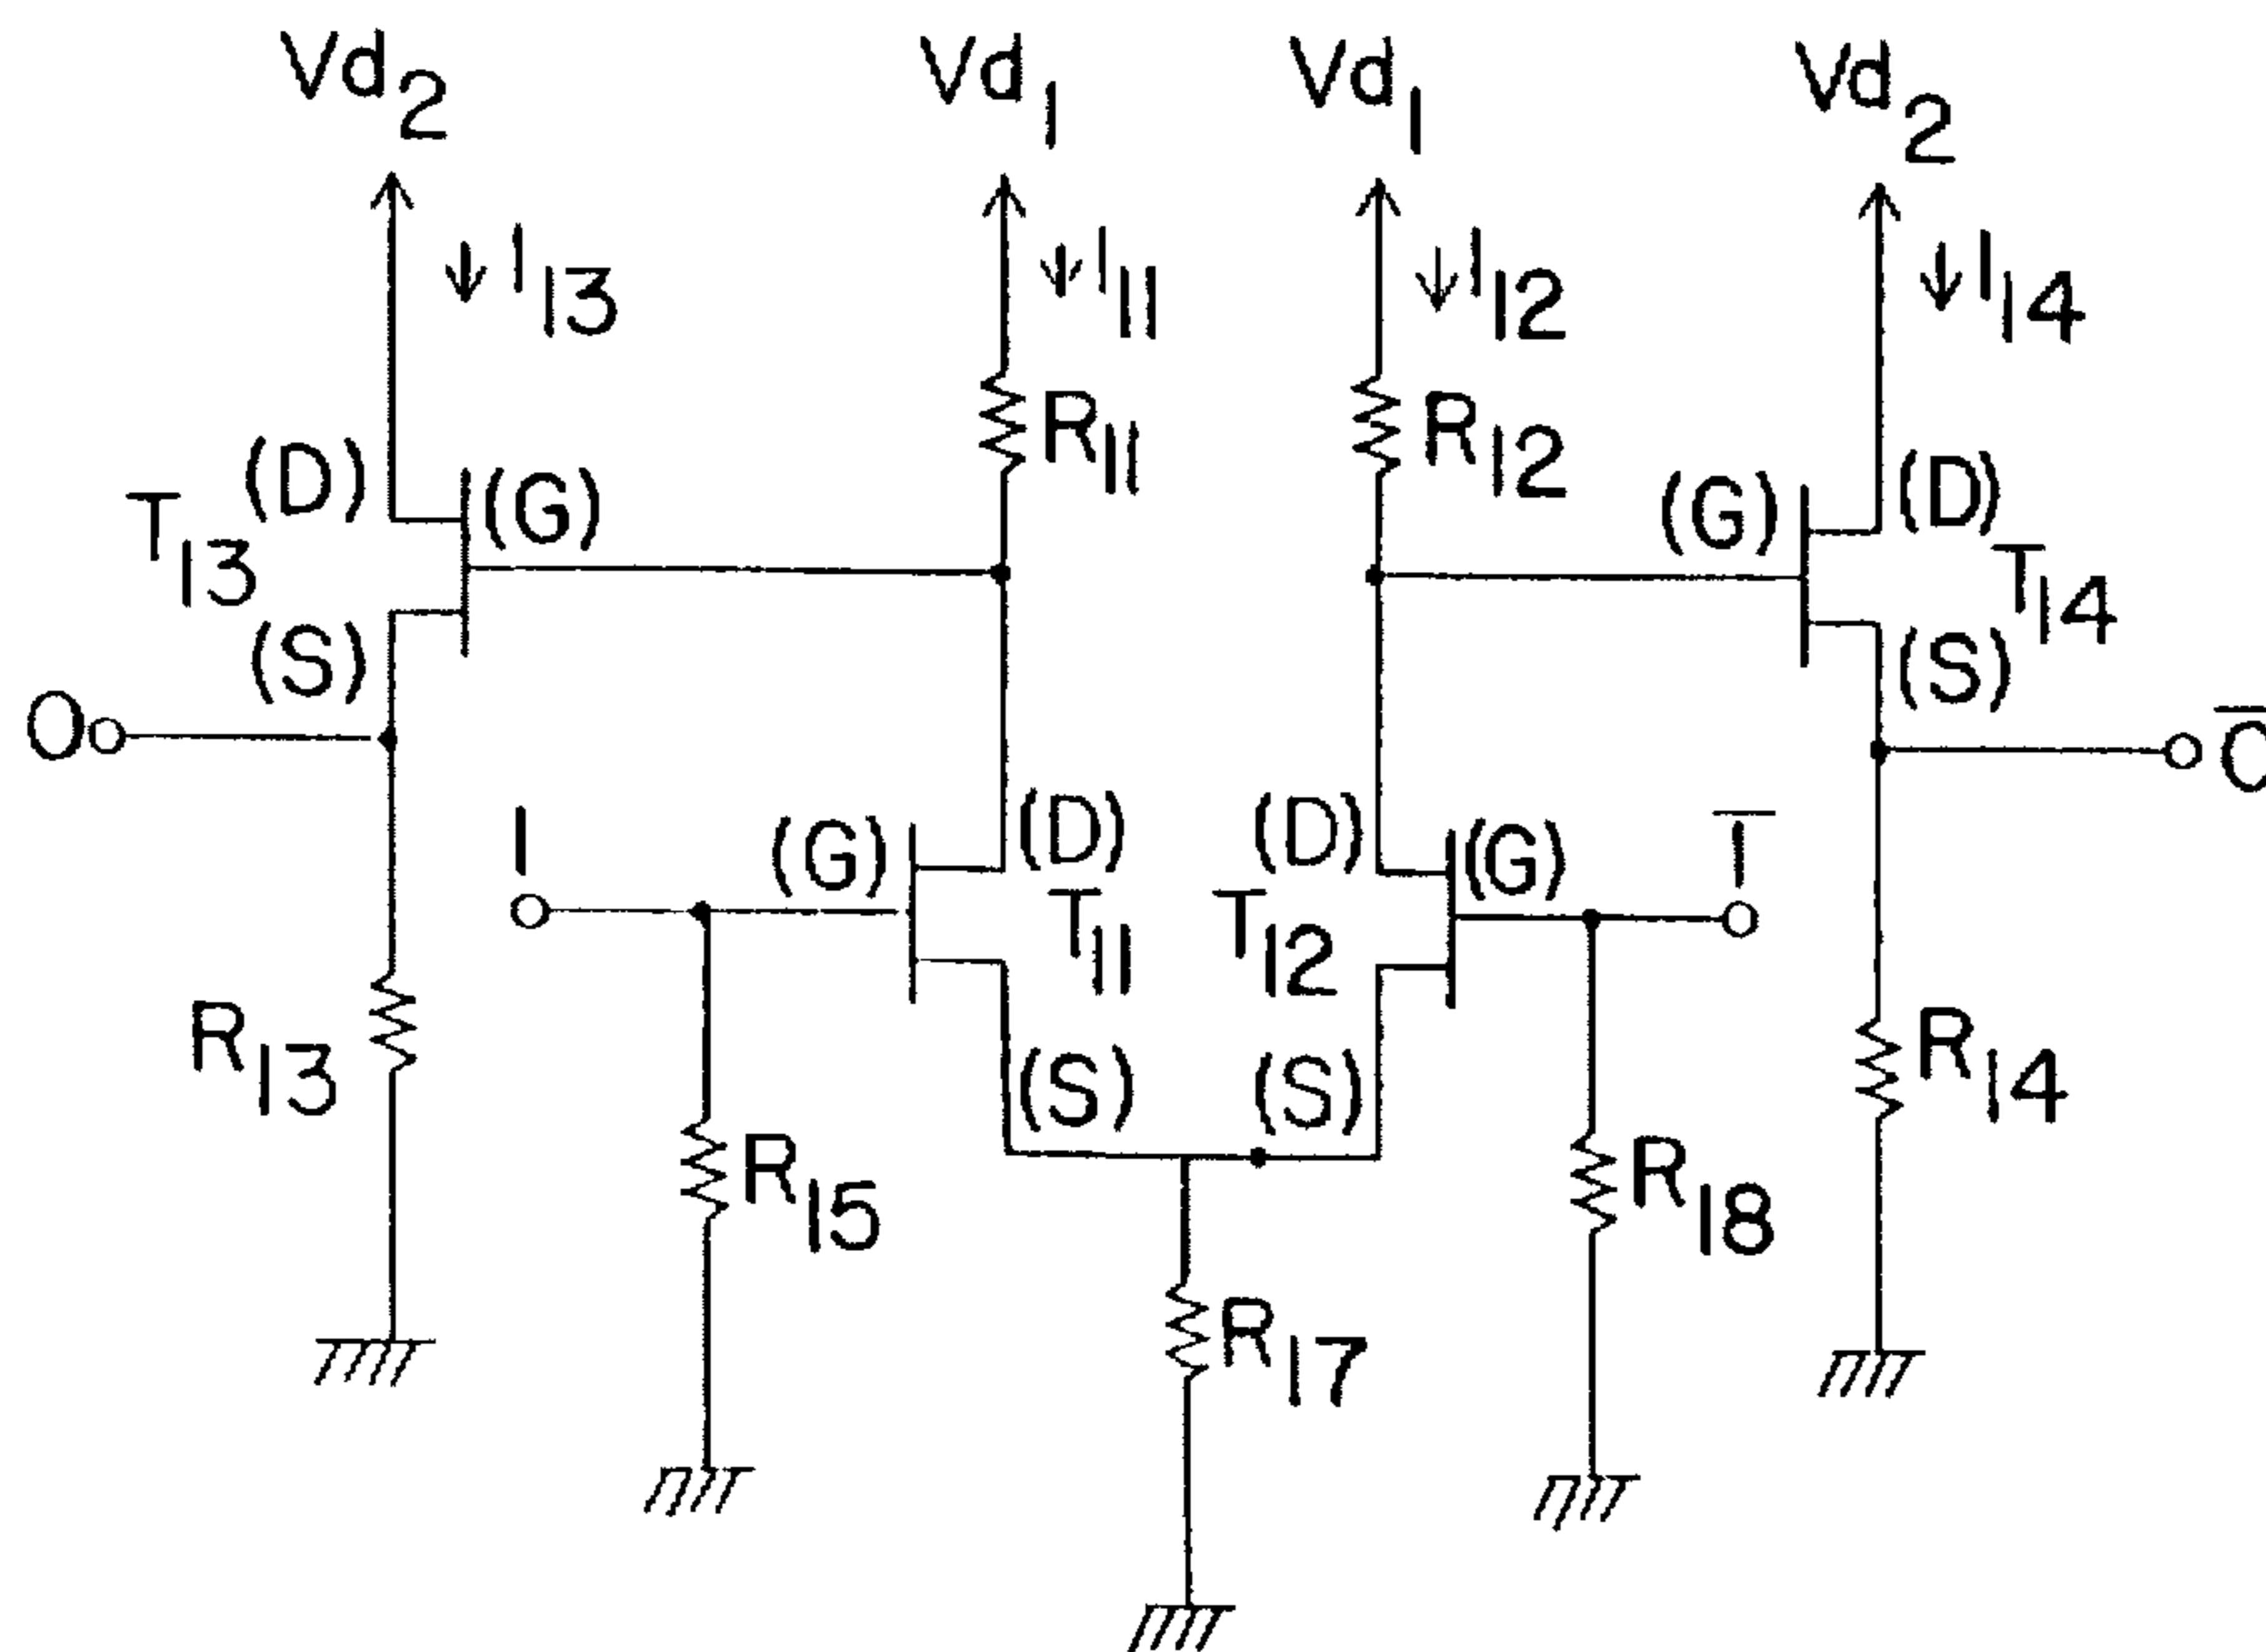 Vd2 Vd1 Vd1 Vd2
I13 I11 I12 I14
R11 R12
(D) (G) (G) (D)
T13 T14
(S) (S)
O O̅
I (G) (D) (D) (G) I̅
T11 T12
R13 (S) (S) R14
R15 R18
R17